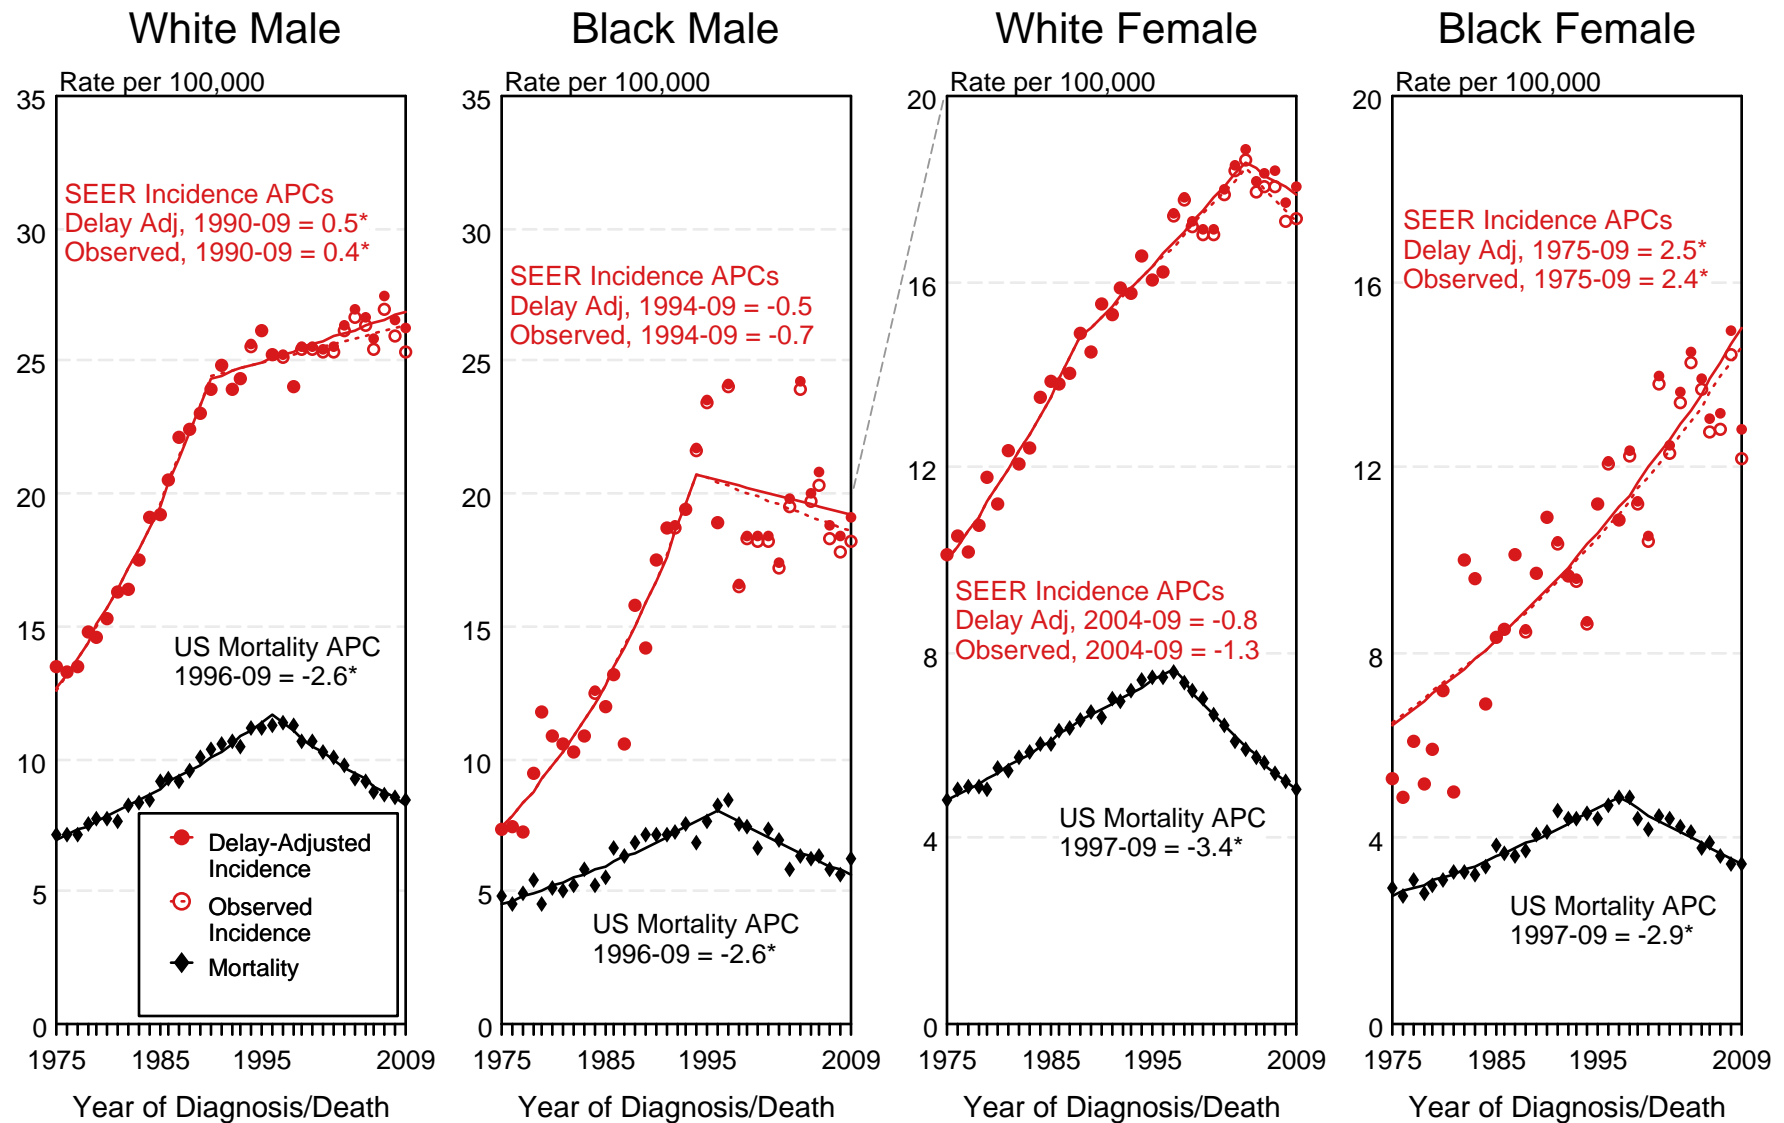 White Male
Rate per 100,000
35
30
25
20
15
10
5
0
SEER Incidence APCs
Delay Adj, 1990-09 = 0.5*
Observed, 1990-09 = 0.4*
US Mortality APC
1996-09 = -2.6*
Delay-Adjusted
Incidence
Observed
Incidence
Mortality
1975 1985 1995 2009
Year of Diagnosis/Death
Black Male
Rate per 100,000
35
30
25
20
15
10
5
0
SEER Incidence APCs
Delay Adj, 1994-09 = -0.5
Observed, 1994-09 = -0.7
US Mortality APC
1996-09 = -2.6*
1975 1985 1995 2009
Year of Diagnosis/Death
White Female
Rate per 100,000
20
16
12
8
4
0
SEER Incidence APCs
Delay Adj, 2004-09 = -0.8
Observed, 2004-09 = -1.3
US Mortality APC
1997-09 = -3.4*
1975 1985 1995 2009
Year of Diagnosis/Death
Black Female
Rate per 100,000
20
16
12
8
4
0
SEER Incidence APCs
Delay Adj, 1975-09 = 2.5*
Observed, 1975-09 = 2.4*
US Mortality APC
1997-09 = -2.9*
1975 1985 1995 2009
Year of Diagnosis/Death